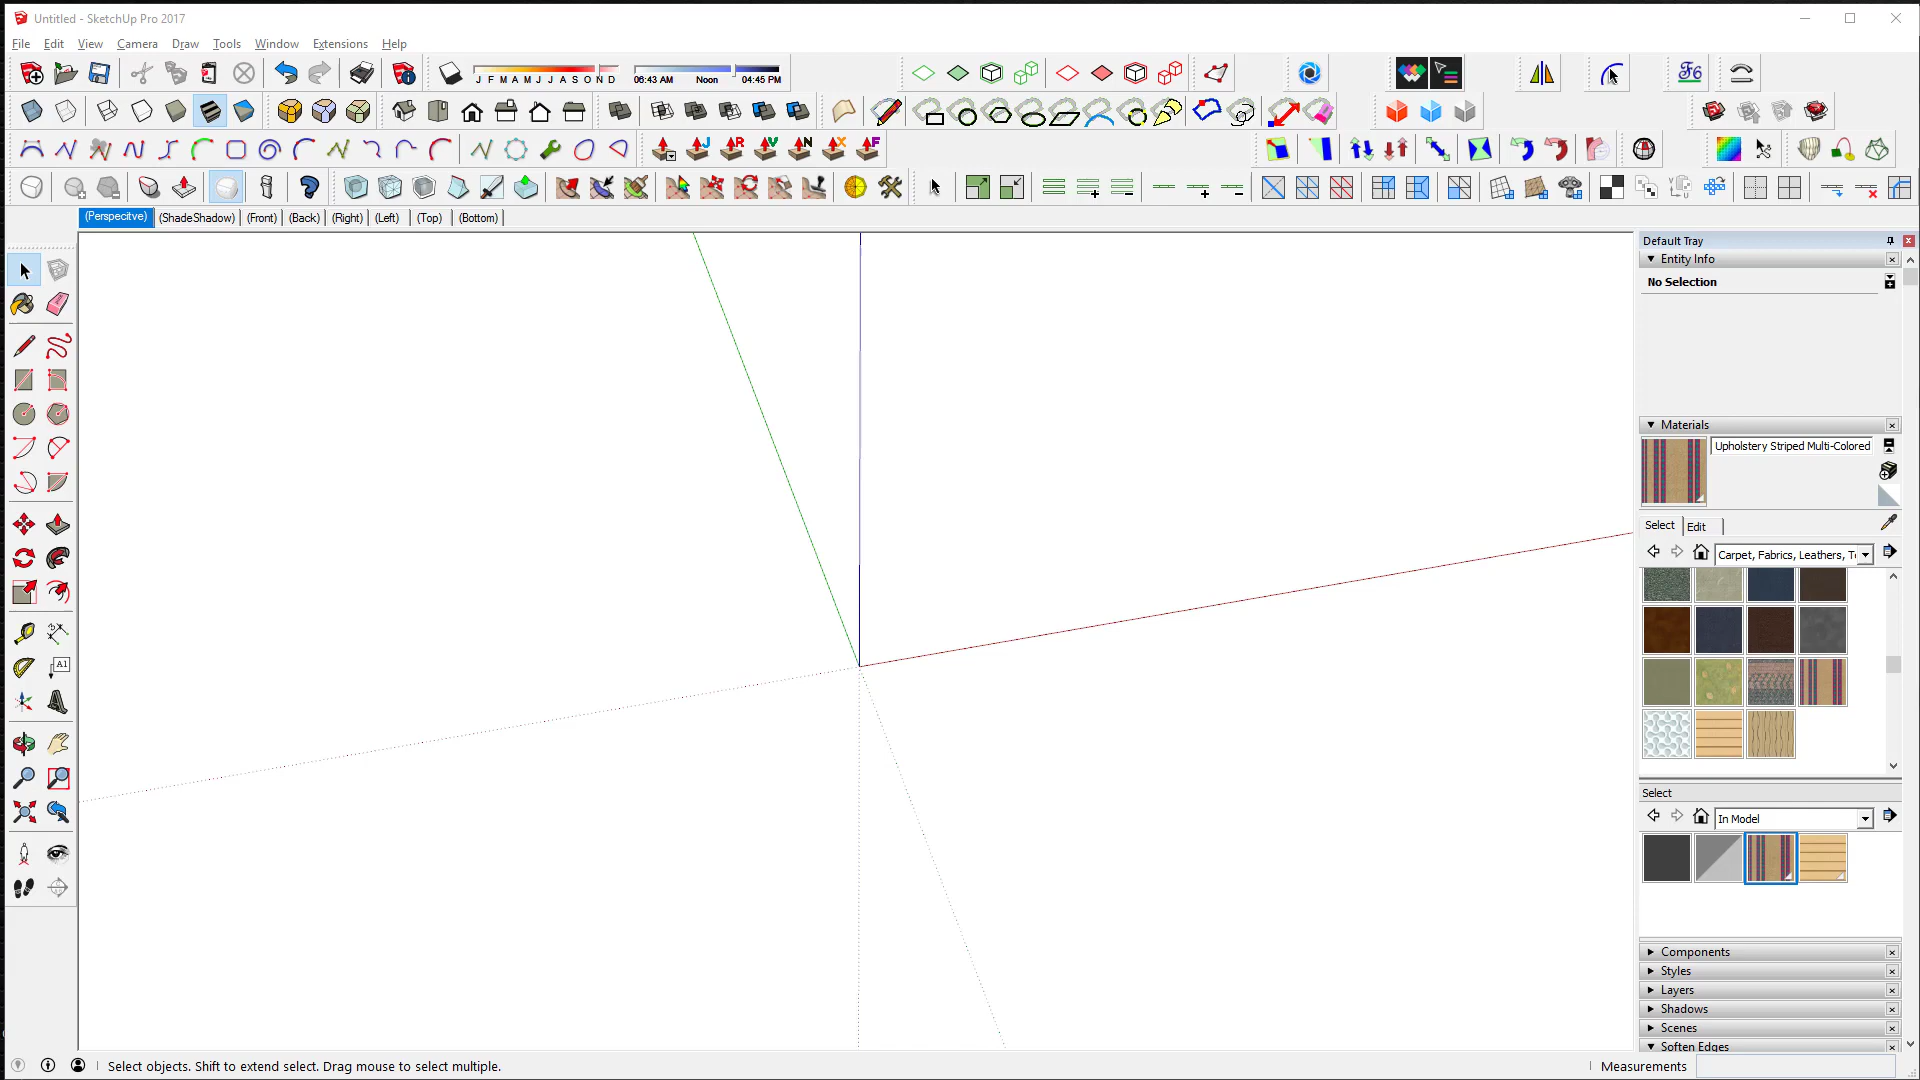 Untitled - SketchUp Pro 2017
File Edit View Camera Draw Tools Window Extensions Help
J F M A M J J A S O N D 06:43 AM Noon 04:45 PM
F6
J R V N X F
(Perspecitve) (ShadeShadow) (Front) (Back) (Right) (Left) (Top) (Bottom)
Default Tray
Entity Info
No Selection
Materials
Upholstery Striped Multi-Colored
Select Edit
Carpet, Fabrics, Leathers, Te
A1
Select
In Model
Components
Styles
Layers
Shadows
Scenes
Soften Edges
Select objects. Shift to extend select. Drag mouse to select multiple.
Measurements